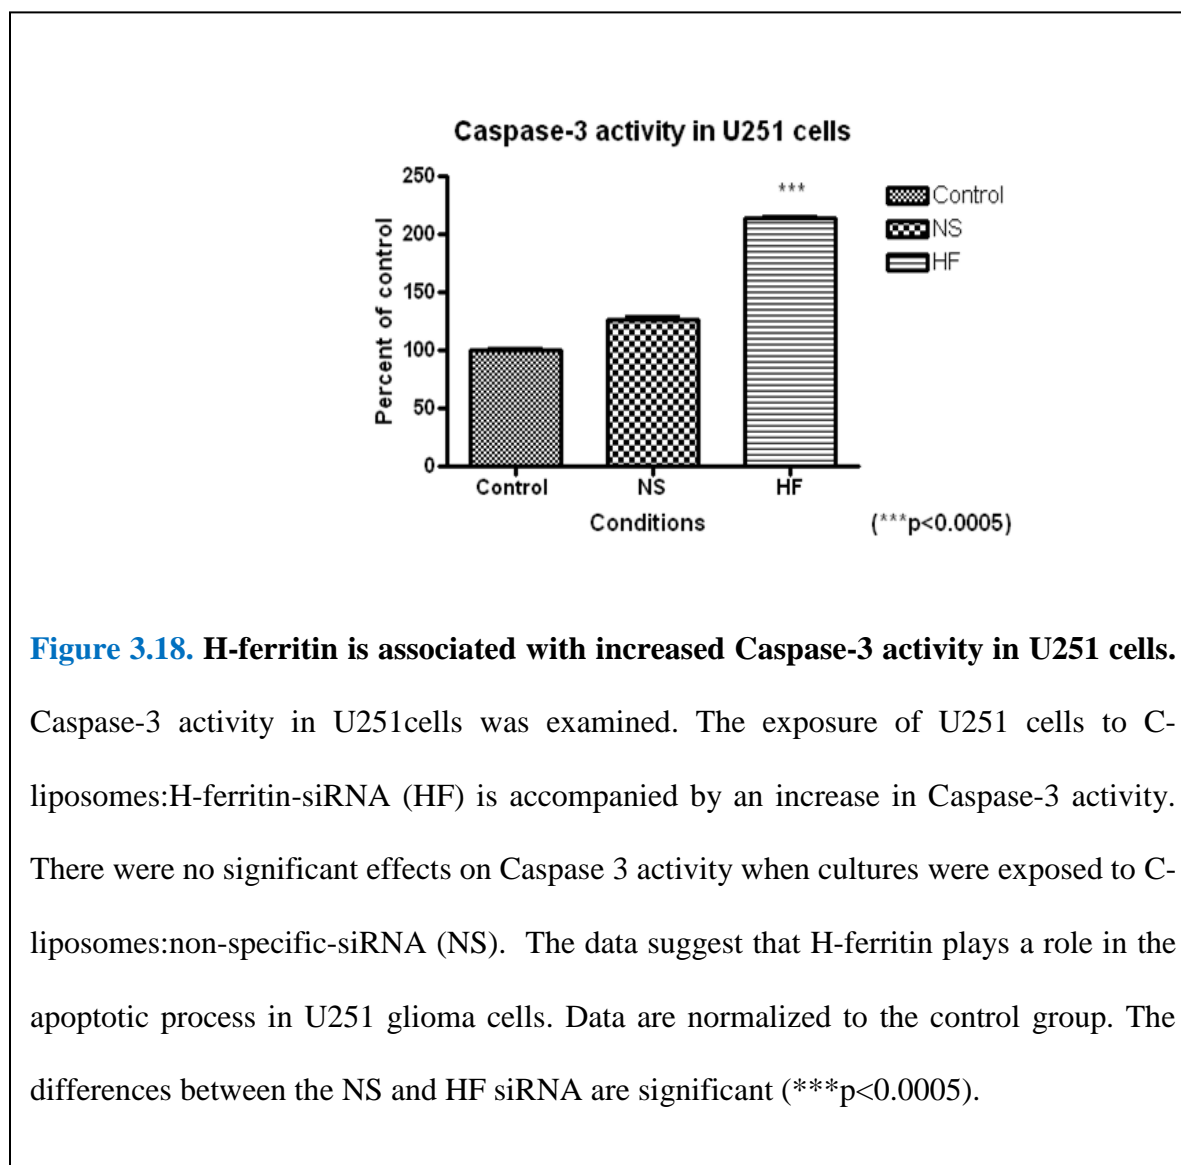 Caspase-3 activity in U251 cells
250
200
150
100
50
0
Percent of control
***
Control
NS
HF
Control NS HF
Conditions
(***p<0.0005)
Figure 3.18. H-ferritin is associated with increased Caspase-3 activity in U251 cells.
Caspase-3 activity in U251cells was examined. The exposure of U251 cells to C-
liposomes:H-ferritin-siRNA (HF) is accompanied by an increase in Caspase-3 activity.
There were no significant effects on Caspase 3 activity when cultures were exposed to C-
liposomes:non-specific-siRNA (NS). The data suggest that H-ferritin plays a role in the
apoptotic process in U251 glioma cells. Data are normalized to the control group. The
differences between the NS and HF siRNA are significant (***p<0.0005).